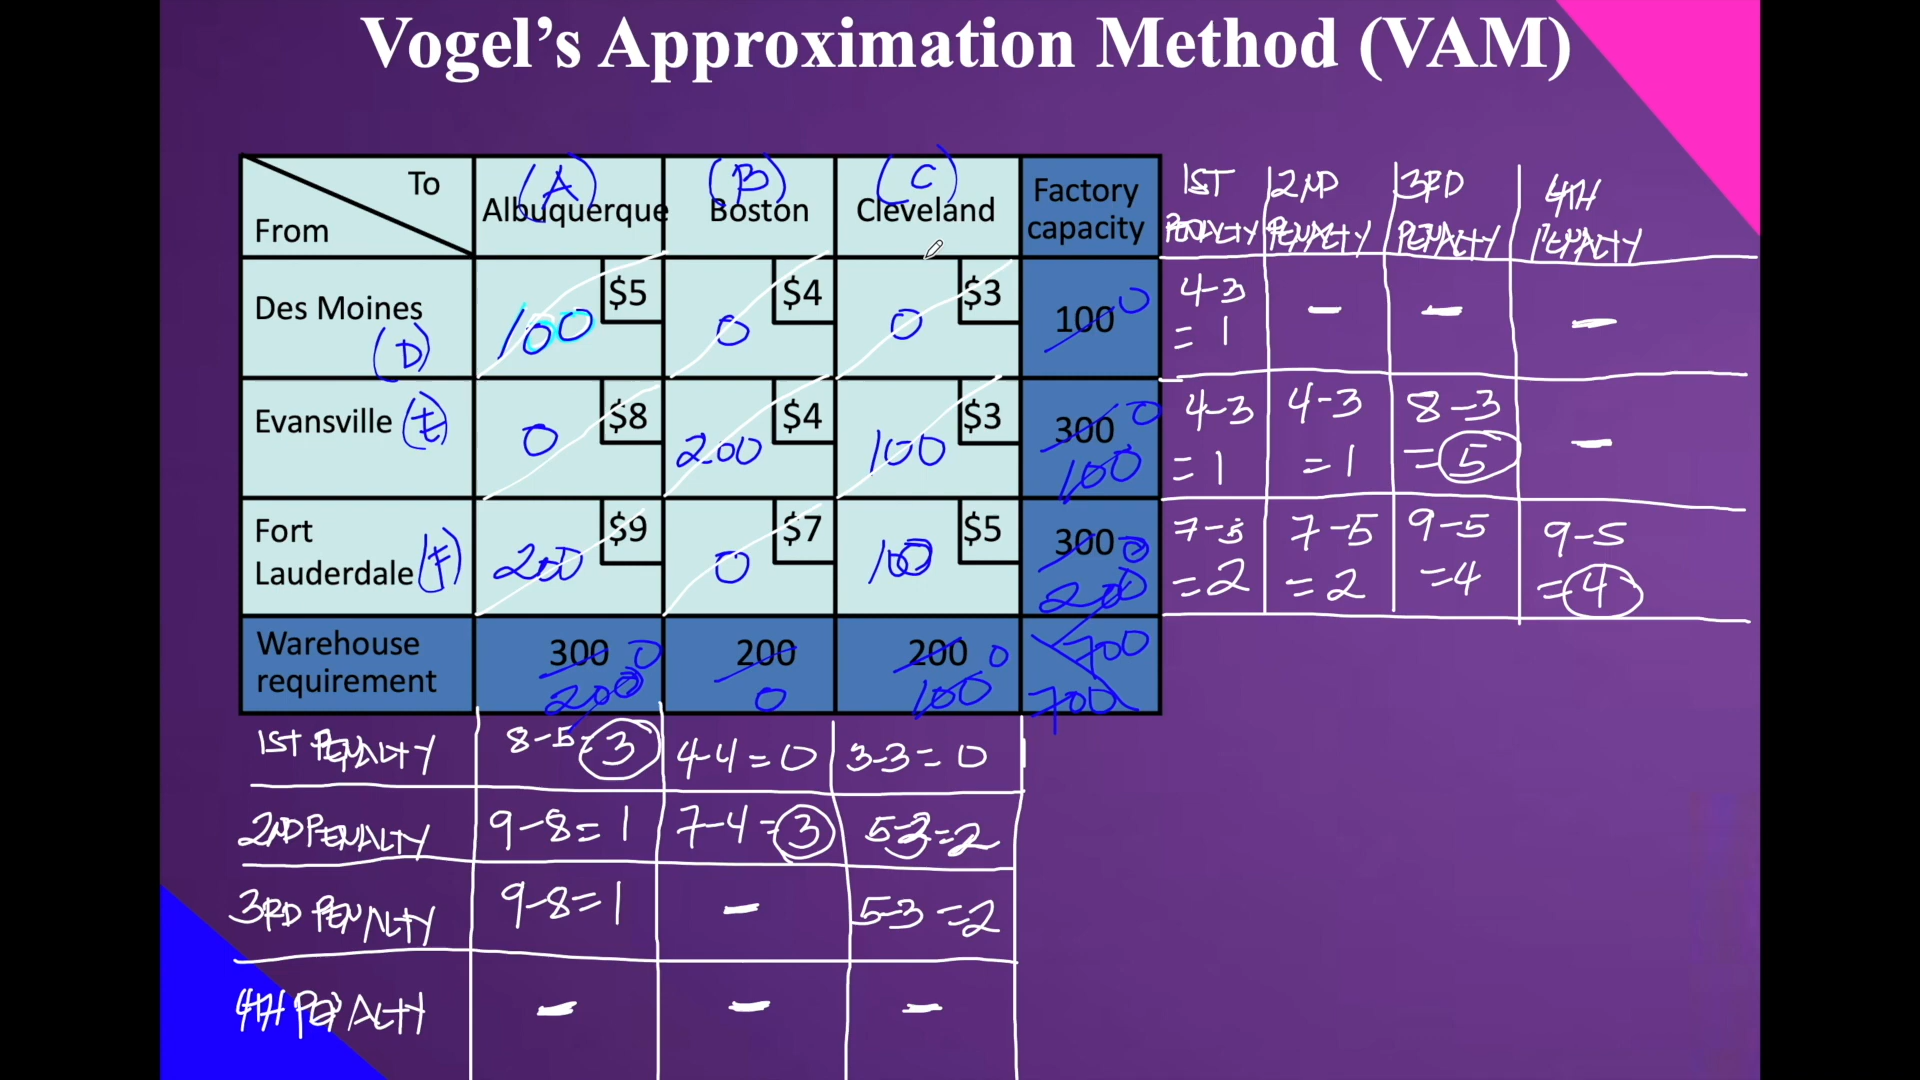 Vogel's Approximation Method (VAM)
To
From
(A)
Albuquerque
(B)
Boston
(C)
Cleveland
Factory
capacity
1ST
PENALTY
2ND
PENALTY
3RD
PENALTY
4TH
PENALTY
Des Moines
(D)
100 $5
0 $4
0 $3
100 0
4-3
= 1
-
-
-
Evansville (E)
0 $8
200 $4
100 $3
300 0
100
4-3
= 1
4-3
= 1
8-3
= 5
-
Fort
Lauderdale (F)
200 $9
0 $7
100 $5
300 0
200
7-5
= 2
7-5
= 2
9-5
= 4
9-5
= 4
Warehouse
requirement
300 0
200
200
0
200 0
100
700
700
1ST PENALTY 8-5=3 4-4=0 3-3=0
2ND PENALTY 9-8=1 7-4=3 5-3=2
3RD PENALTY 9-8=1 - 5-3=2
4TH PENALTY - - -